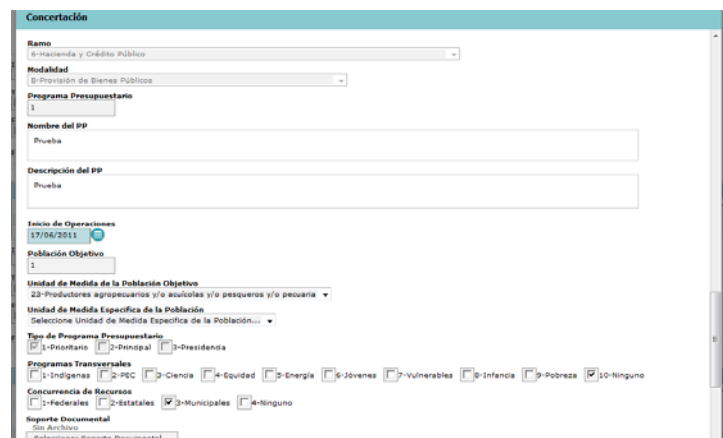 Concertación
Ramo
6-Hacienda y Crédito Público
Modalidad
B-Provisión de Bienes Públicos
Programa Presupuestario
1
Nombre del PP
Prueba
Descripción del PP
Prueba
Inicio de Operaciones
17/06/2011
Población Objetivo
1
Unidad de Medida de la Población Objetivo
23-Productores agropecuarios y/o acuícolas y/o pesqueros y/o pecuaria
Unidad de Medida Especifica de la Población
Seleccione Unidad de Medida Especifica de la Población...
Tipo de Programa Presupuestario
1-Prioritario 2-Principal 3-Presidencia
Programas Transversales
1-Indígenas 2-PEC 3-Ciencia 4-Equidad 5-Energía 6-Jóvenes 7-Vulnerables 8-Infancia 9-Pobreza 10-Ninguno
Concurrencia de Recursos
1-Federales 2-Estatales 3-Municipales 4-Ninguno
Soporte Documental
Sin Archivo
Seleccionar Soporte Documental...